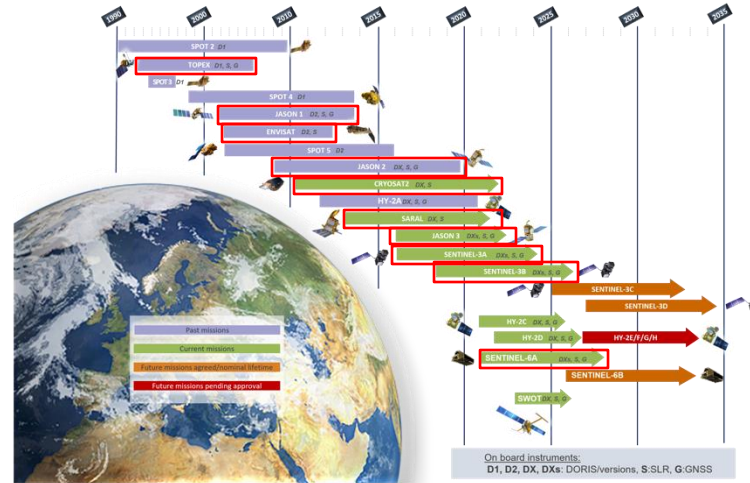 1990
2000
2010
2015
2020
2025
2030
2035
SPOT 2 D1
TOPEX D1, S, G
SPOT3 D1
SPOT 4 D1
JASON 1 D2, S, G
ENVISAT D2, S
SPOT 5 D2
JASON 2 DX, S, G
CRYOSAT2 DX, S
HY-2A DX, S, G
SARAL DX, S
JASON 3 DXs, S, G
SENTINEL-3A DXs, S, G
SENTINEL-3B DXs, S, G
SENTINEL-3C
SENTINEL-3D
HY-2C DX, S, G
HY-2D DX, S, G HY-2E/F/G/H
SENTINEL-6A DXs, S, G
SENTINEL-6B
SWOT DX, S, G
Past missions
Current missions
Future missions agreed/nominal lifetime
Future missions pending approval
On board instruments:
D1, D2, DX, DXs: DORIS/versions, S:SLR, G:GNSS